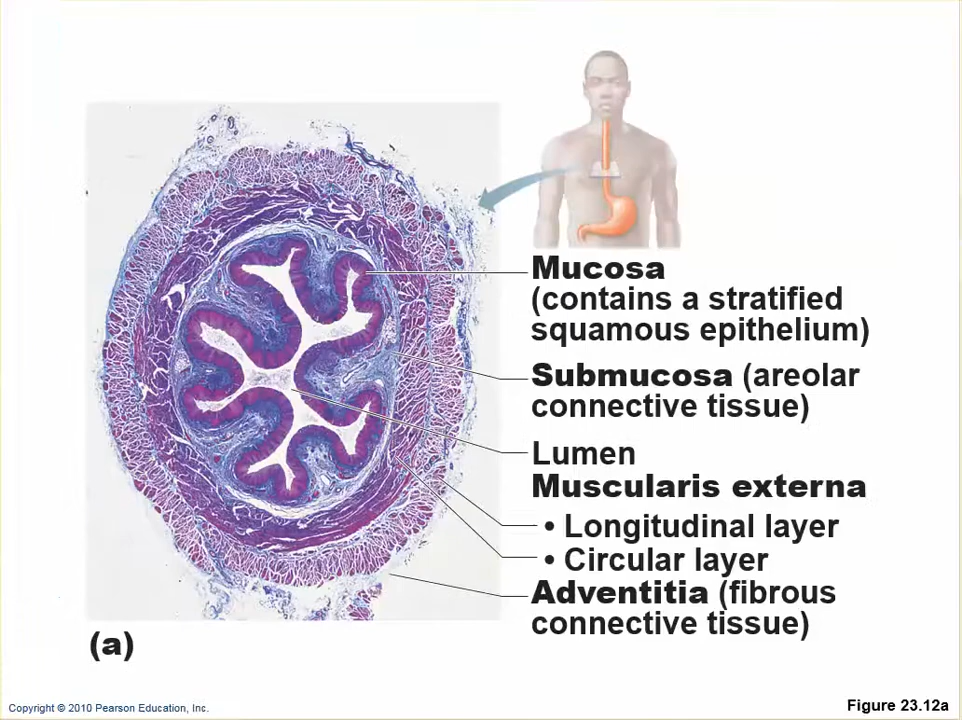 Mucosa
(contains a stratified
squamous epithelium)
Submucosa (areolar
connective tissue)
Lumen
Muscularis externa
• Longitudinal layer
• Circular layer
Adventitia (fibrous
connective tissue)
(a)
Copyright © 2010 Pearson Education, Inc.
Figure 23.12a